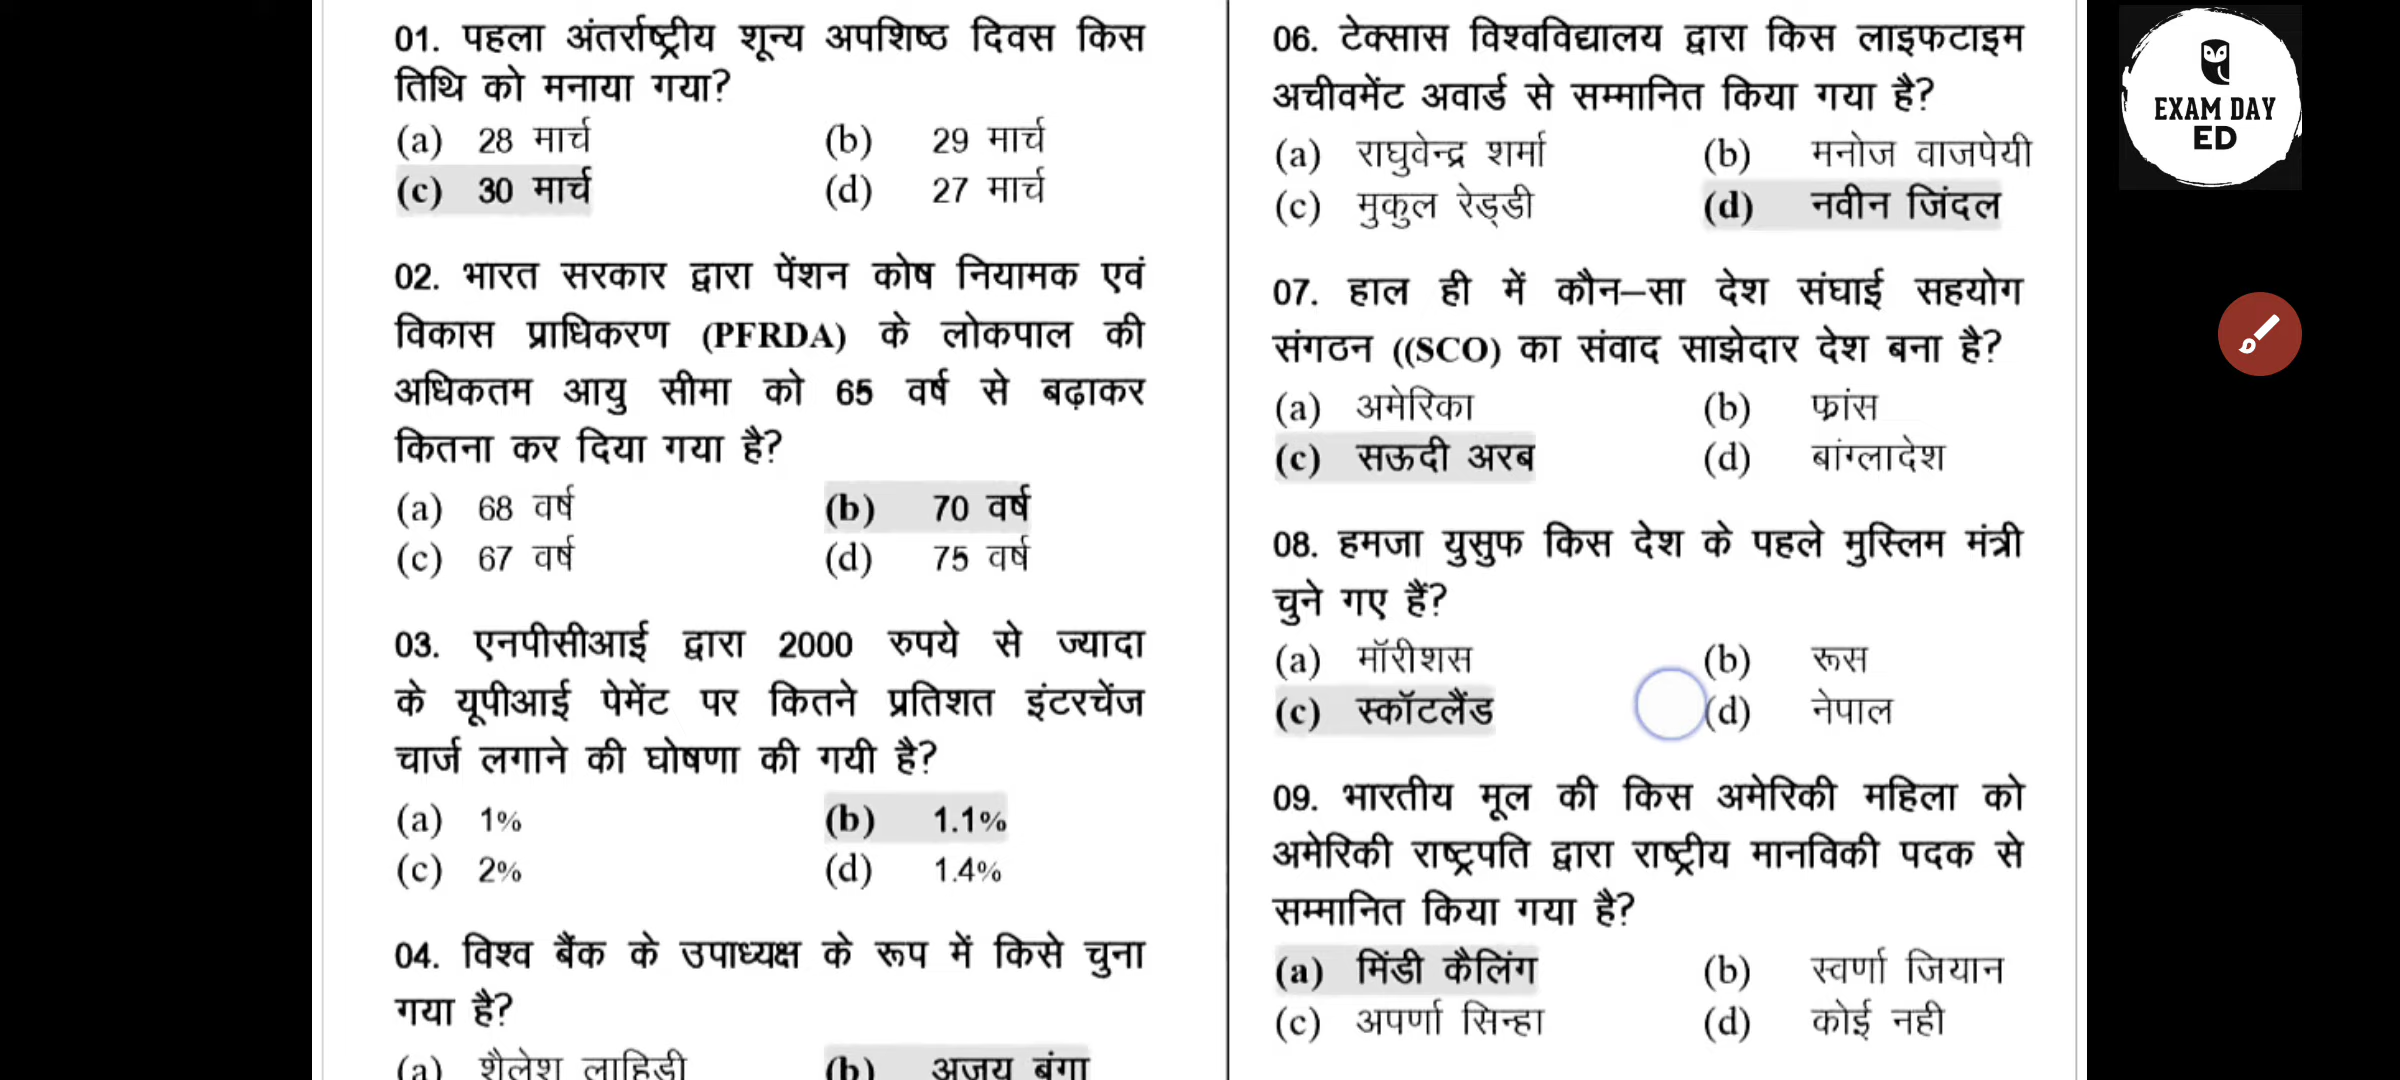 01. पहला अंतर्राष्ट्रीय शून्य अपशिष्ठ दिवस किस
तिथि को मनाया गया?
(a) 28 मार्च (b) 29 मार्च
(c) 30 मार्च (d) 27 मार्च
02. भारत सरकार द्वारा पेंशन कोष नियामक एवं
विकास प्राधिकरण (PFRDA) के लोकपाल की
अधिकतम आयु सीमा को 65 वर्ष से बढ़ाकर
कितना कर दिया गया है?
(a) 68 वर्ष (b) 70 वर्ष
(c) 67 वर्ष (d) 75 वर्ष
03. एनपीसीआई द्वारा 2000 रुपये से ज्यादा
के यूपीआई पेमेंट पर कितने प्रतिशत इंटरचेंज
चार्ज लगाने की घोषणा की गयी है?
(a) 1% (b) 1.1%
(c) 2% (d) 1.4%
04. विश्व बैंक के उपाध्यक्ष के रूप में किसे चुना
गया है?
(a) शैलेश लाहिडी (b) अजय बंगा
06. टेक्सास विश्वविद्यालय द्वारा किस लाइफटाइम
अचीवमेंट अवार्ड से सम्मानित किया गया है?
(a) राघुवेन्द्र शर्मा (b) मनोज वाजपेयी
(c) मुकुल रेड्डी (d) नवीन जिंदल
07. हाल ही में कौन–सा देश संघाई सहयोग
संगठन ((SCO) का संवाद साझेदार देश बना है?
(a) अमेरिका (b) फ्रांस
(c) सऊदी अरब (d) बांग्लादेश
08. हमजा युसुफ किस देश के पहले मुस्लिम मंत्री
चुने गए हैं?
(a) मॉरीशस (b) रूस
(c) स्कॉटलैंड (d) नेपाल
09. भारतीय मूल की किस अमेरिकी महिला को
अमेरिकी राष्ट्रपति द्वारा राष्ट्रीय मानविकी पदक से
सम्मानित किया गया है?
(a) मिंडी कैलिंग (b) स्वर्णा जियान
(c) अपर्णा सिन्हा (d) कोई नही
EXAM DAY
ED